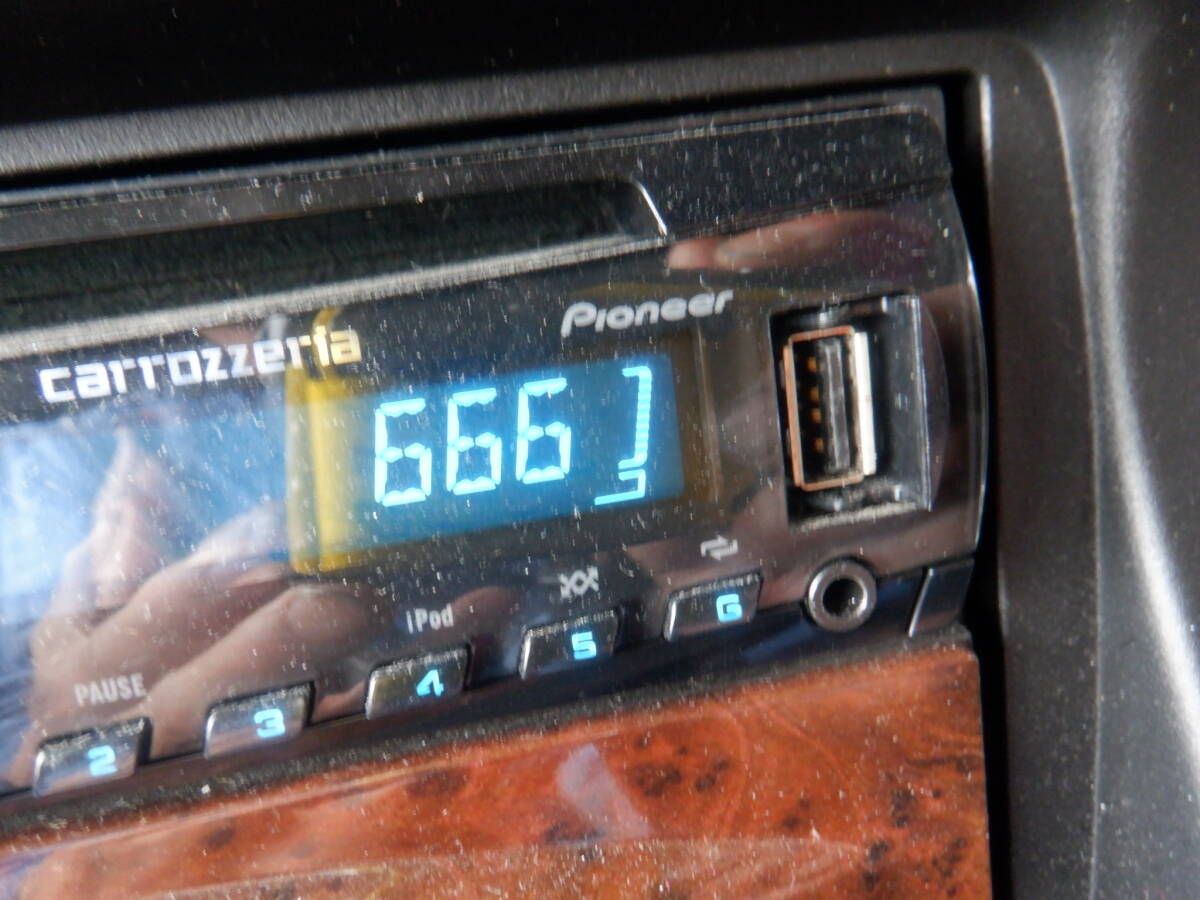 Pioneer
carrozzeria
666
iPod
PAUSE
2 3 4 5 6